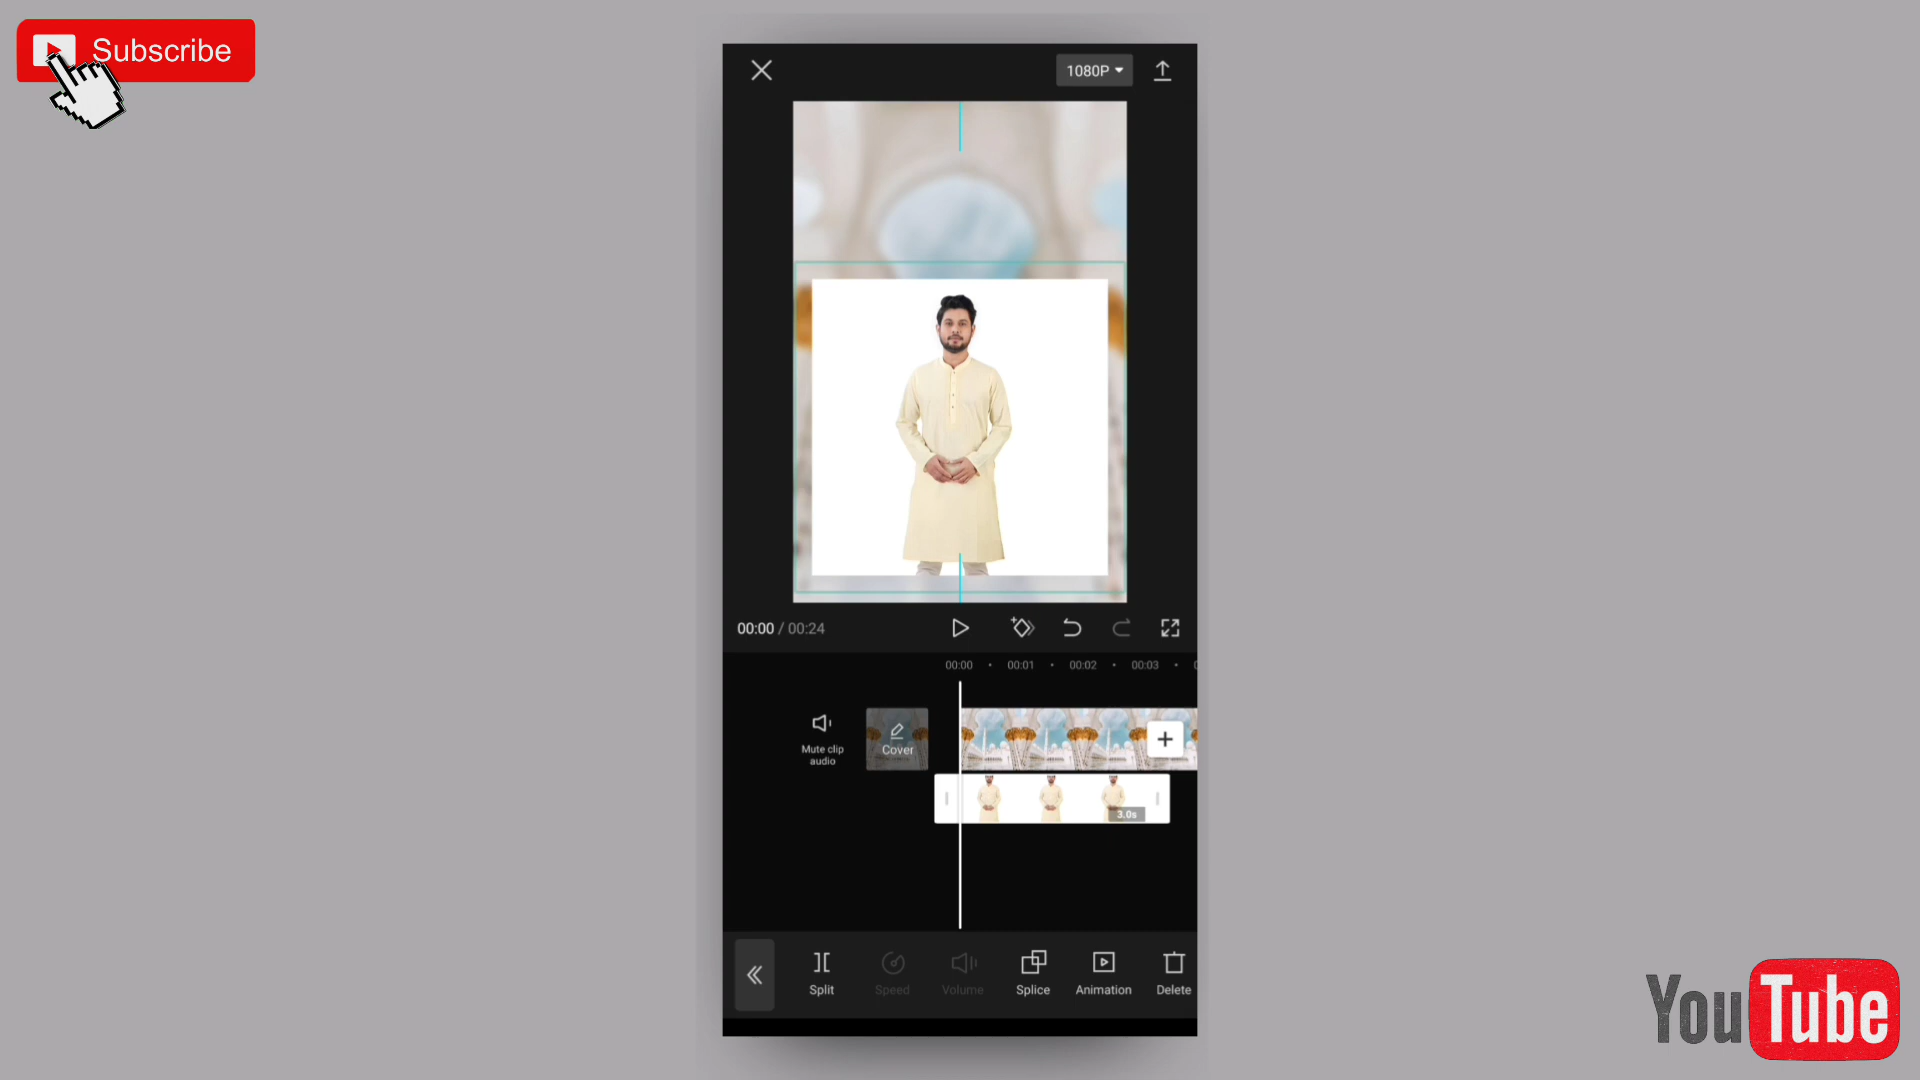 Subscribe
1080P
00:00 / 00:24
00:00 00:01 00:02 00:03
Mute clip
audio
Cover
3.0s
Split Speed Volume Splice Animation Delete
YouTube